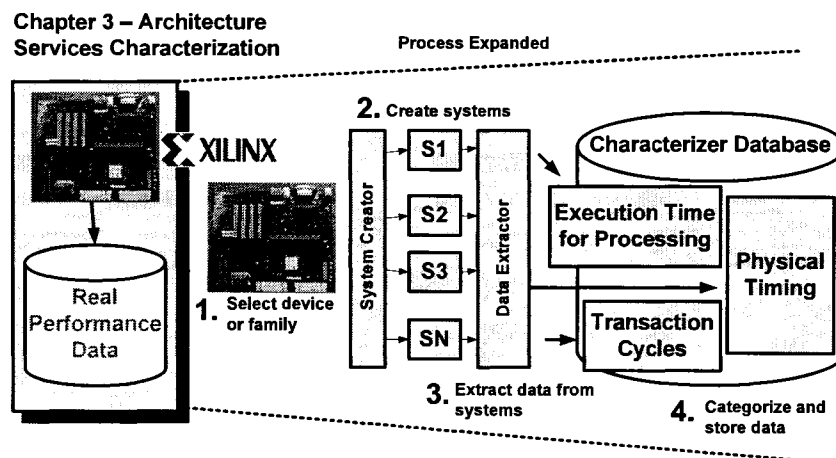 Chapter 3 – Architecture
Services Characterization
Process Expanded
XILINX
Real
Performance
Data
1. Select device
or family
2. Create systems
System Creator
S1
S2
S3
SN
Data Extractor
3. Extract data from
systems
Characterizer Database
Execution Time
for Processing
Physical
Timing
Transaction
Cycles
4. Categorize and
store data